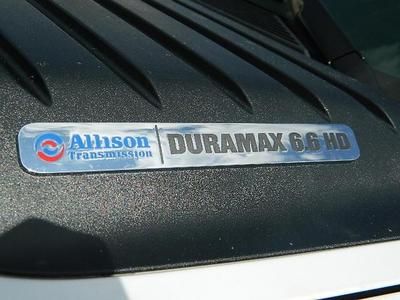 Allison
Transmission
DURAMAX 6.6 HD